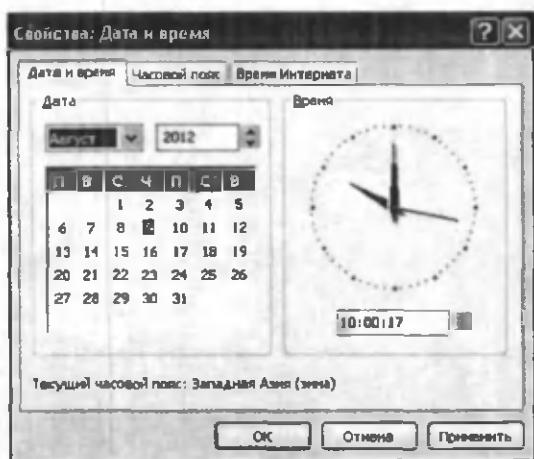 Свойства: Дата и время
Дата и время Часовой пояс Время Интернета
Дата
Время
Август 2012
П В С Ч П С В
1 2 3 4 5
6 7 8 9 10 11 12
13 14 15 16 17 18 19
20 21 22 23 24 25 26
27 28 29 30 31
10:00:17
Текущий часовой пояс: Западная Азия (зима)
ОК Отмена Применить